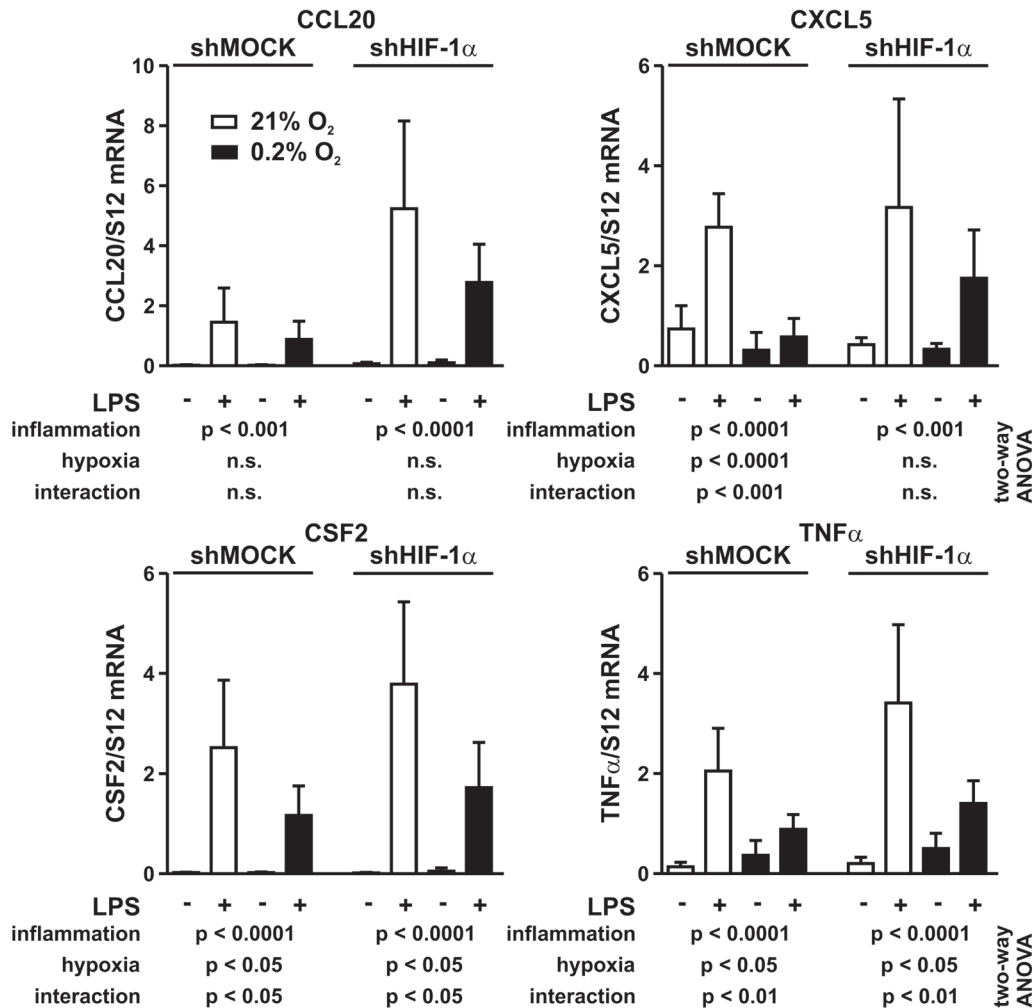 CCL20
shMOCK shHIF-1α
CCL20/S12 mRNA
10
8
6
4
2
0
21% O₂
0.2% O₂
LPS - + - + - + - +
inflammation p < 0.001 p < 0.0001
hypoxia n.s. n.s.
interaction n.s. n.s.
CXCL5
shMOCK shHIF-1α
CXCL5/S12 mRNA
6
4
2
0
LPS - + - + - + - +
inflammation p < 0.0001 p < 0.001
hypoxia p < 0.0001 n.s.
interaction p < 0.001 n.s.
two-way
ANOVA
CSF2
shMOCK shHIF-1α
CSF2/S12 mRNA
6
4
2
0
LPS - + - + - + - +
inflammation p < 0.0001 p < 0.0001
hypoxia p < 0.05 p < 0.05
interaction p < 0.05 p < 0.05
TNFα
shMOCK shHIF-1α
TNFα/S12 mRNA
6
4
2
0
LPS - + - + - + - +
inflammation p < 0.0001 p < 0.0001
hypoxia p < 0.05 p < 0.05
interaction p < 0.01 p < 0.01
two-way
ANOVA